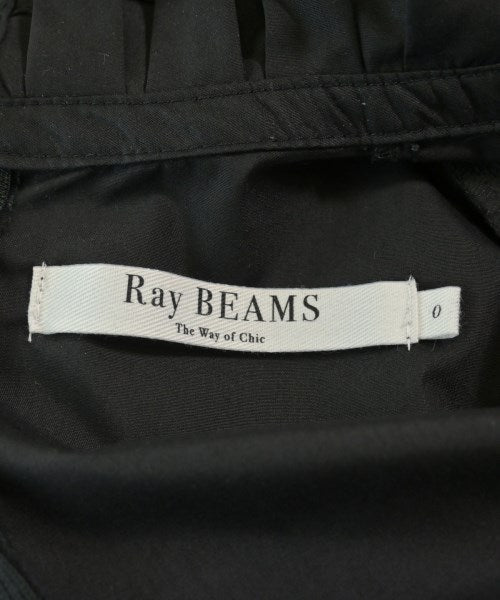 Ray BEAMS
The Way of Chic
0